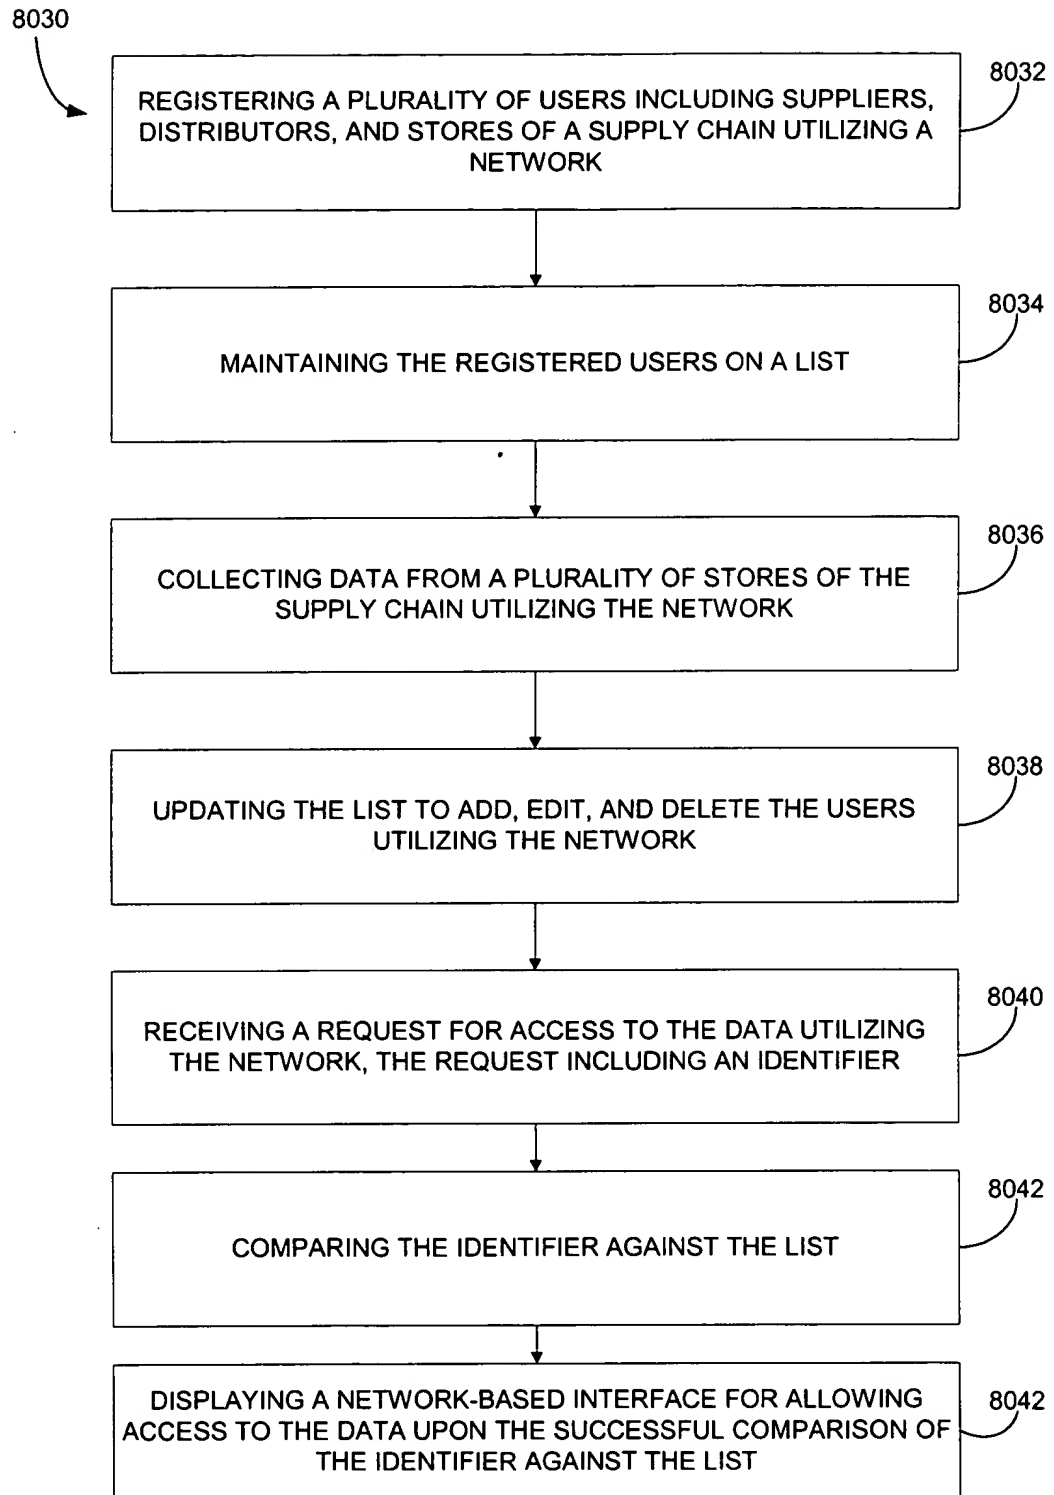 8030
8032
REGISTERING A PLURALITY OF USERS INCLUDING SUPPLIERS,
DISTRIBUTORS, AND STORES OF A SUPPLY CHAIN UTILIZING A
NETWORK
8034
MAINTAINING THE REGISTERED USERS ON A LIST
8036
COLLECTING DATA FROM A PLURALITY OF STORES OF THE
SUPPLY CHAIN UTILIZING THE NETWORK
8038
UPDATING THE LIST TO ADD, EDIT, AND DELETE THE USERS
UTILIZING THE NETWORK
8040
RECEIVING A REQUEST FOR ACCESS TO THE DATA UTILIZING
THE NETWORK, THE REQUEST INCLUDING AN IDENTIFIER
8042
COMPARING THE IDENTIFIER AGAINST THE LIST
8042
DISPLAYING A NETWORK-BASED INTERFACE FOR ALLOWING
ACCESS TO THE DATA UPON THE SUCCESSFUL COMPARISON OF
THE IDENTIFIER AGAINST THE LIST